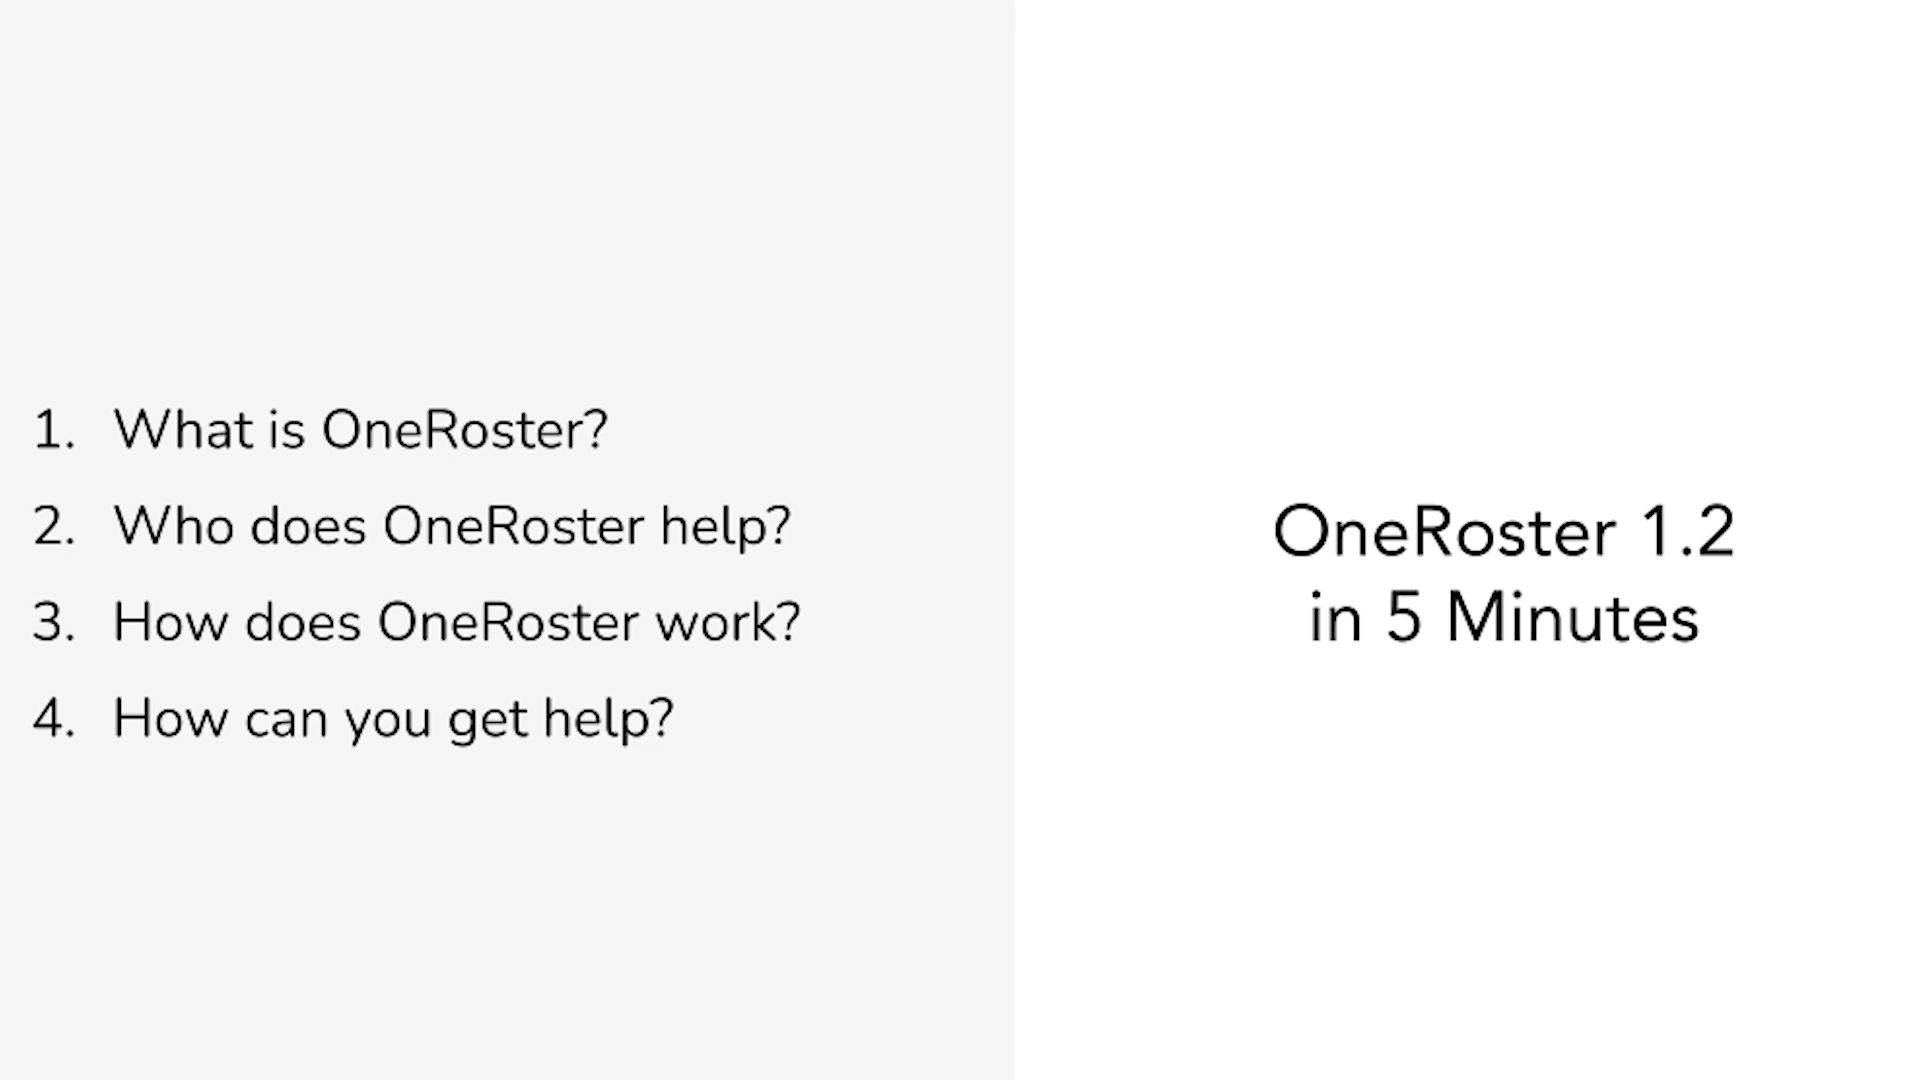 1. What is OneRoster?
2. Who does OneRoster help?
3. How does OneRoster work?
4. How can you get help?
OneRoster 1.2
in 5 Minutes